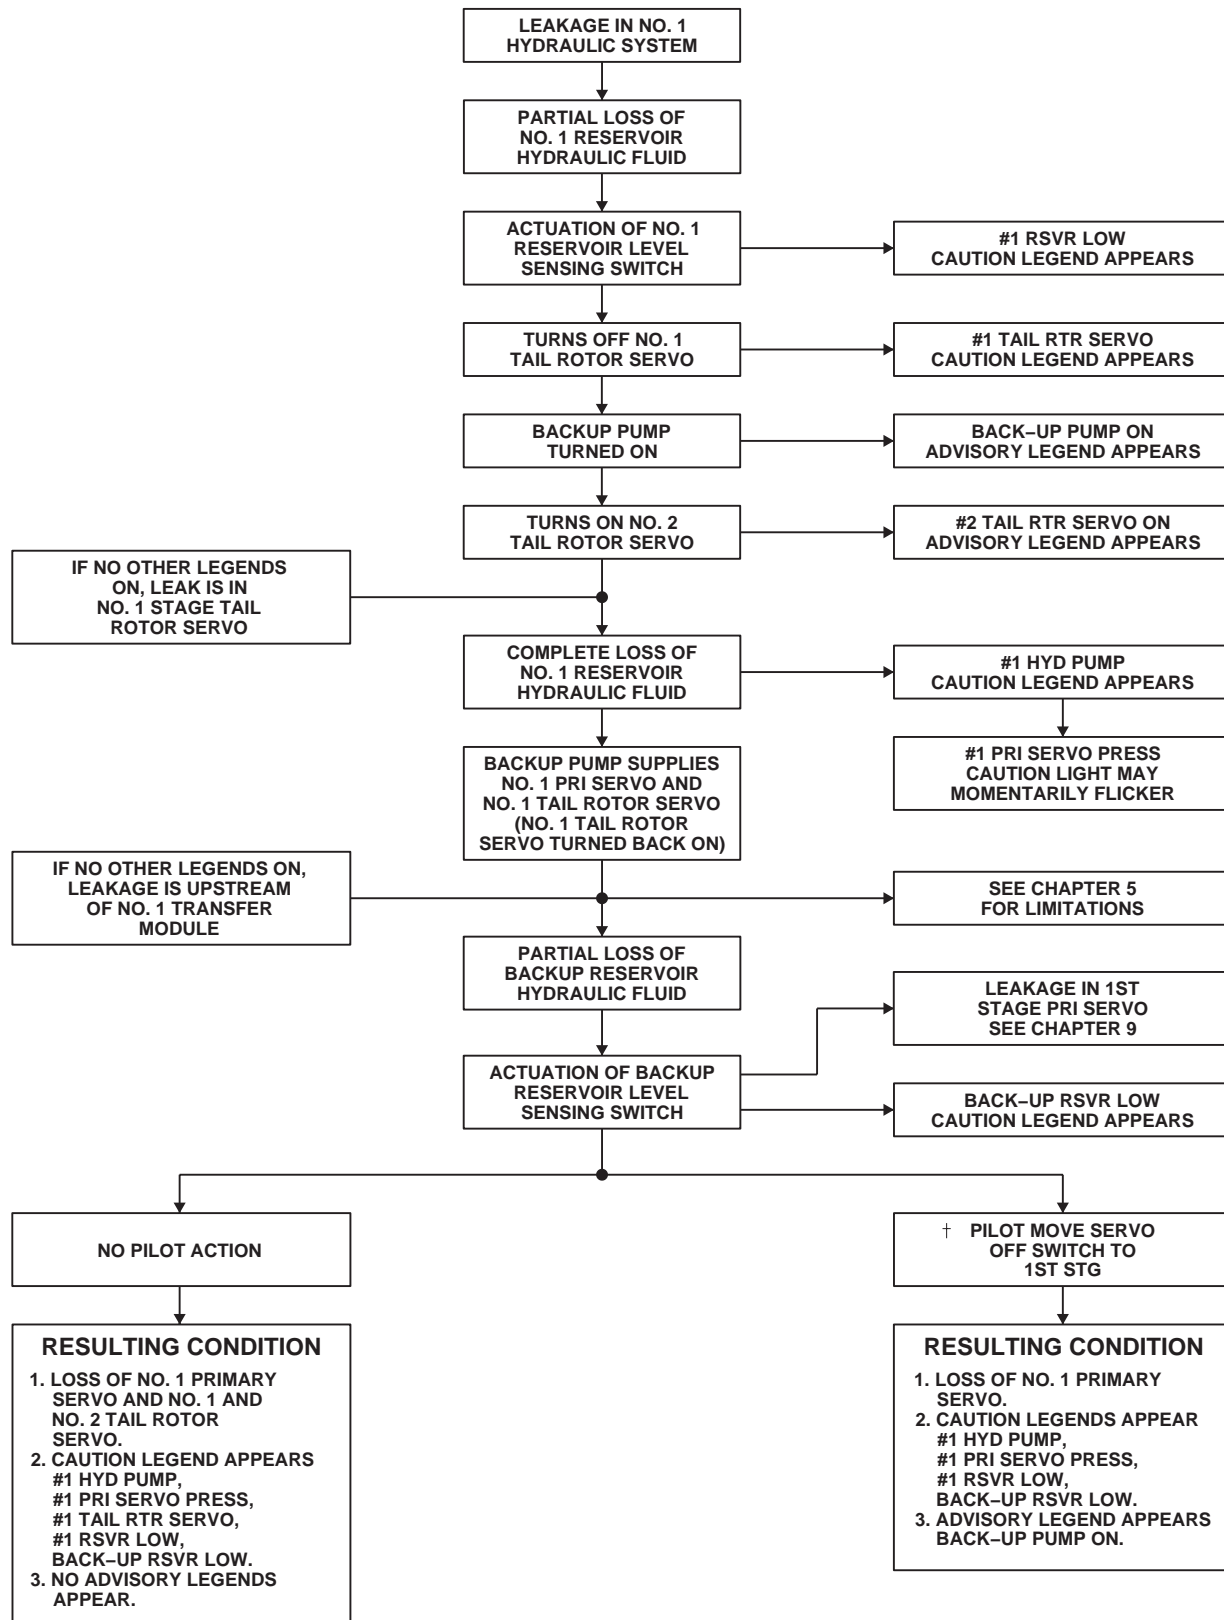 LEAKAGE IN NO. 1
HYDRAULIC SYSTEM
PARTIAL LOSS OF
NO. 1 RESERVOIR
HYDRAULIC FLUID
ACTUATION OF NO. 1
RESERVOIR LEVEL
SENSING SWITCH
#1 RSVR LOW
CAUTION LEGEND APPEARS
TURNS OFF NO. 1
TAIL ROTOR SERVO
#1 TAIL RTR SERVO
CAUTION LEGEND APPEARS
BACKUP PUMP
TURNED ON
BACK–UP PUMP ON
ADVISORY LEGEND APPEARS
TURNS ON NO. 2
TAIL ROTOR SERVO
#2 TAIL RTR SERVO ON
ADVISORY LEGEND APPEARS
IF NO OTHER LEGENDS
ON, LEAK IS IN
NO. 1 STAGE TAIL
ROTOR SERVO
COMPLETE LOSS OF
NO. 1 RESERVOIR
HYDRAULIC FLUID
#1 HYD PUMP
CAUTION LEGEND APPEARS
#1 PRI SERVO PRESS
CAUTION LIGHT MAY
MOMENTARILY FLICKER
BACKUP PUMP SUPPLIES
NO. 1 PRI SERVO AND
NO. 1 TAIL ROTOR SERVO
(NO. 1 TAIL ROTOR
SERVO TURNED BACK ON)
IF NO OTHER LEGENDS ON,
LEAKAGE IS UPSTREAM
OF NO. 1 TRANSFER
MODULE
SEE CHAPTER 5
FOR LIMITATIONS
PARTIAL LOSS OF
BACKUP RESERVOIR
HYDRAULIC FLUID
LEAKAGE IN 1ST
STAGE PRI SERVO
SEE CHAPTER 9
ACTUATION OF BACKUP
RESERVOIR LEVEL
SENSING SWITCH
BACK–UP RSVR LOW
CAUTION LEGEND APPEARS
NO PILOT ACTION
† PILOT MOVE SERVO
OFF SWITCH TO
1ST STG
RESULTING CONDITION
1. LOSS OF NO. 1 PRIMARY
SERVO AND NO. 1 AND
NO. 2 TAIL ROTOR
SERVO.
2. CAUTION LEGEND APPEARS
#1 HYD PUMP,
#1 PRI SERVO PRESS,
#1 TAIL RTR SERVO,
#1 RSVR LOW,
BACK–UP RSVR LOW.
3. NO ADVISORY LEGENDS
APPEAR.
RESULTING CONDITION
1. LOSS OF NO. 1 PRIMARY
SERVO.
2. CAUTION LEGENDS APPEAR
#1 HYD PUMP,
#1 PRI SERVO PRESS,
#1 RSVR LOW,
BACK–UP RSVR LOW.
3. ADVISORY LEGEND APPEARS
BACK–UP PUMP ON.